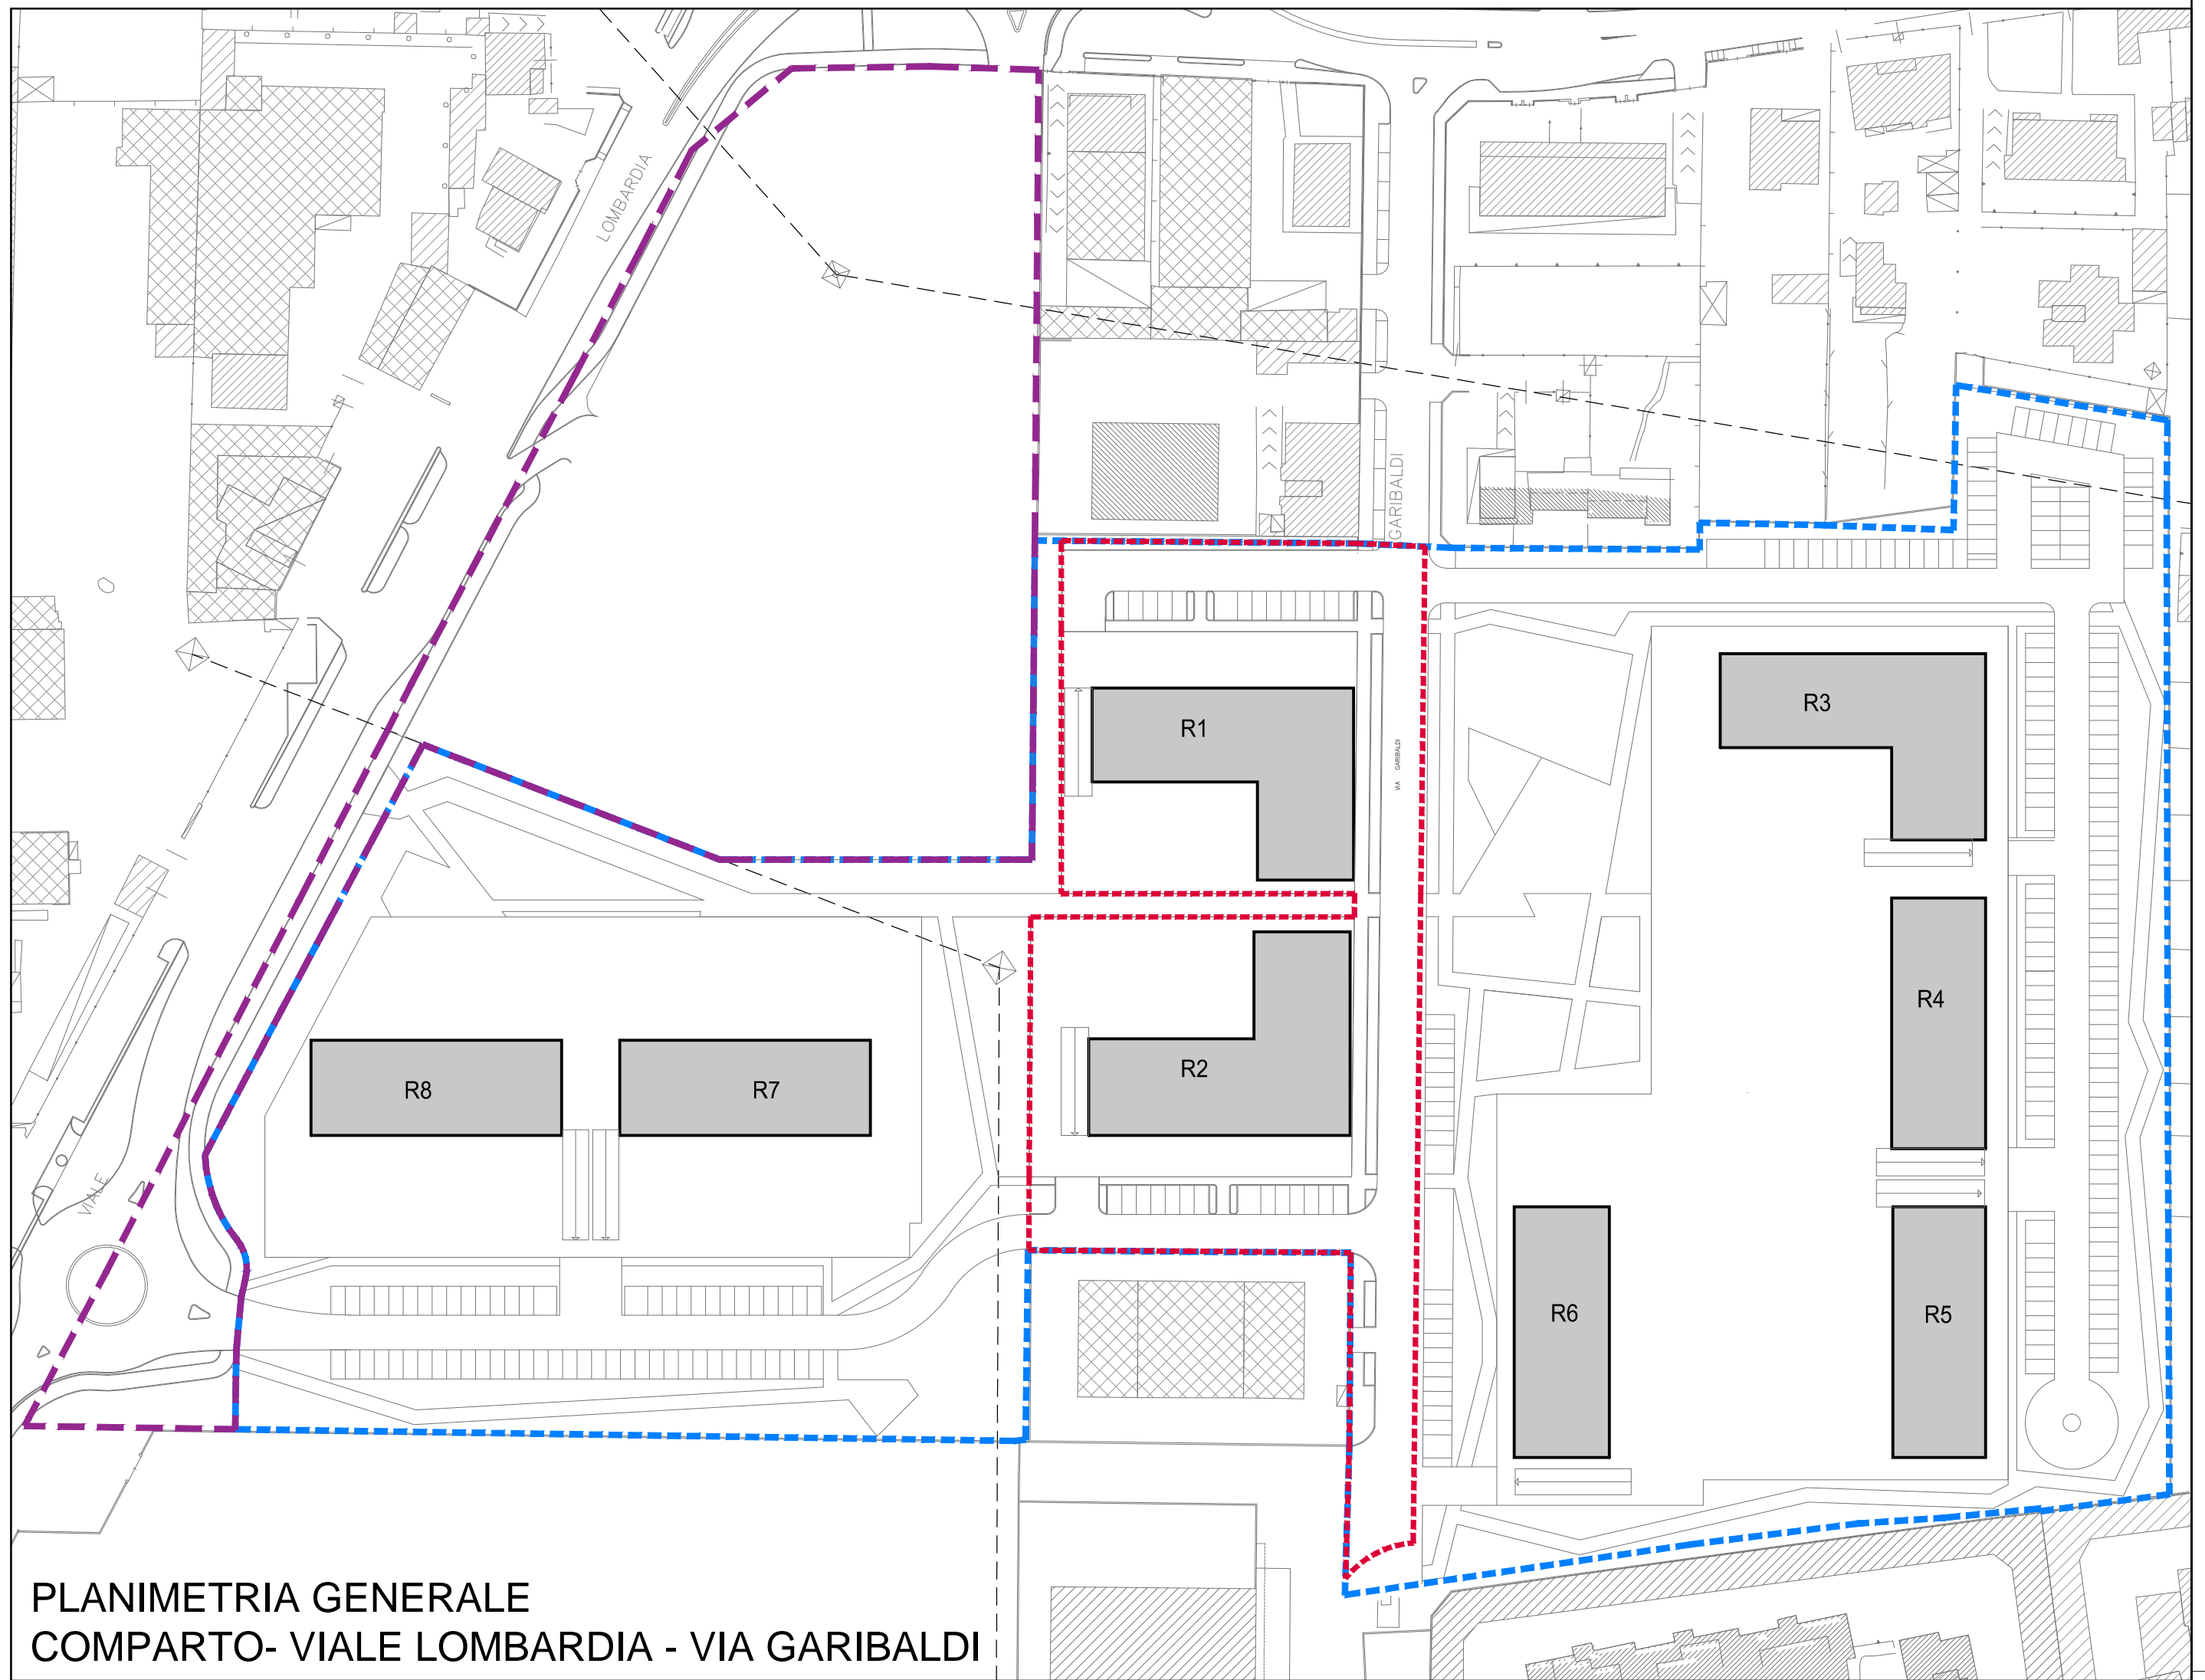 LOMBARDIA
GARIBALDI
R3
R1
VIA GARIBALDI
R4
R2
R8
R7
VIALE
R6
R5
PLANIMETRIA GENERALE
COMPARTO- VIALE LOMBARDIA - VIA GARIBALDI